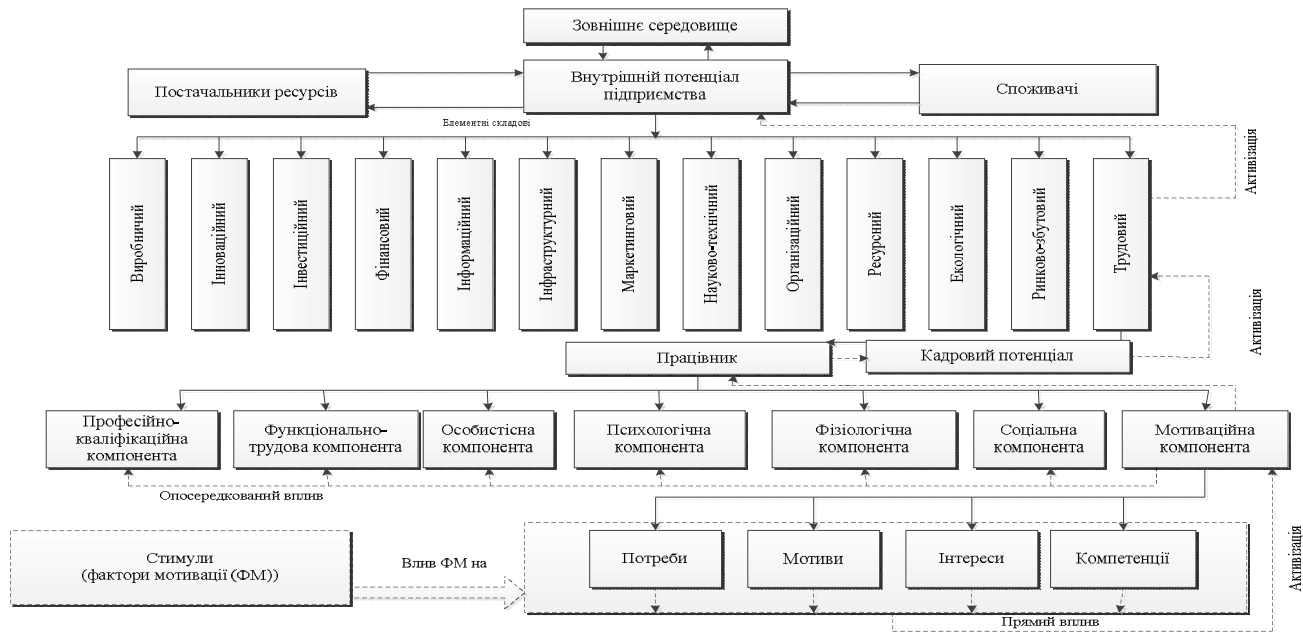 Зовнішнє середовище
Постачальники ресурсів
Внутрішній потенціал
підприємства
Споживачі
Елементні складові
Активізація
Виробничий
Інноваційний
Інвестиційний
Фінансовий
Інформаційний
Інфраструктурний
Маркетинговий
Науково-технічний
Організаційний
Ресурсний
Екологічний
Ринково-збутовий
Трудовий
Активізація
Працівник
Кадровий потенціал
Професійно-
кваліфікаційна
компонента
Функціонально-
трудова компонента
Особистісна
компонента
Психологічна
компонента
Фізіологічна
компонента
Соціальна
компонента
Мотиваційна
компонента
Опосередкований вплив
Стимули
(фактори мотивації (ФМ))
Влив ФМ на
Потреби
Мотиви
Інтереси
Компетенції
Активізація
Прямий вплив